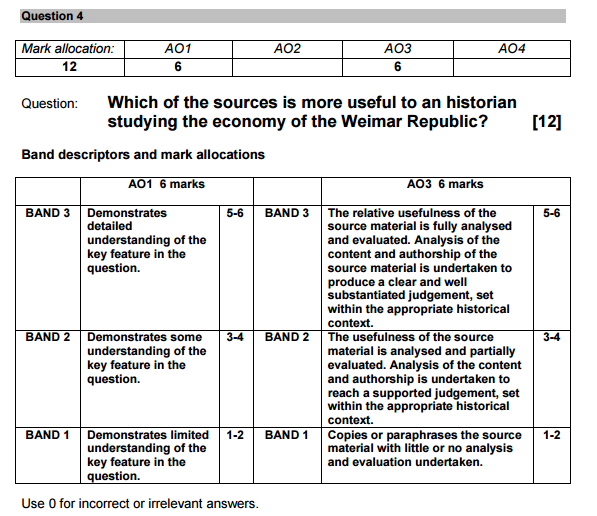 Question 4
Mark allocation: AO1 AO2 AO3 AO4
12 6 6
Question: Which of the sources is more useful to an historian
studying the economy of the Weimar Republic? [12]
Band descriptors and mark allocations
AO1 6 marks AO3 6 marks
BAND 3 Demonstrates 5-6 BAND 3 The relative usefulness of the 5-6
detailed source material is fully analysed
understanding of the and evaluated. Analysis of the
key feature in the content and authorship of the
question. source material is undertaken to
produce a clear and well
substantiated judgement, set
within the appropriate historical
context.
BAND 2 Demonstrates some 3-4 BAND 2 The usefulness of the source 3-4
understanding of the material is analysed and partially
key feature in the evaluated. Analysis of the content
question. and authorship is undertaken to
reach a supported judgement, set
within the appropriate historical
context.
BAND 1 Demonstrates limited 1-2 BAND 1 Copies or paraphrases the source 1-2
understanding of the material with little or no analysis
key feature in the and evaluation undertaken.
question.
Use 0 for incorrect or irrelevant answers.